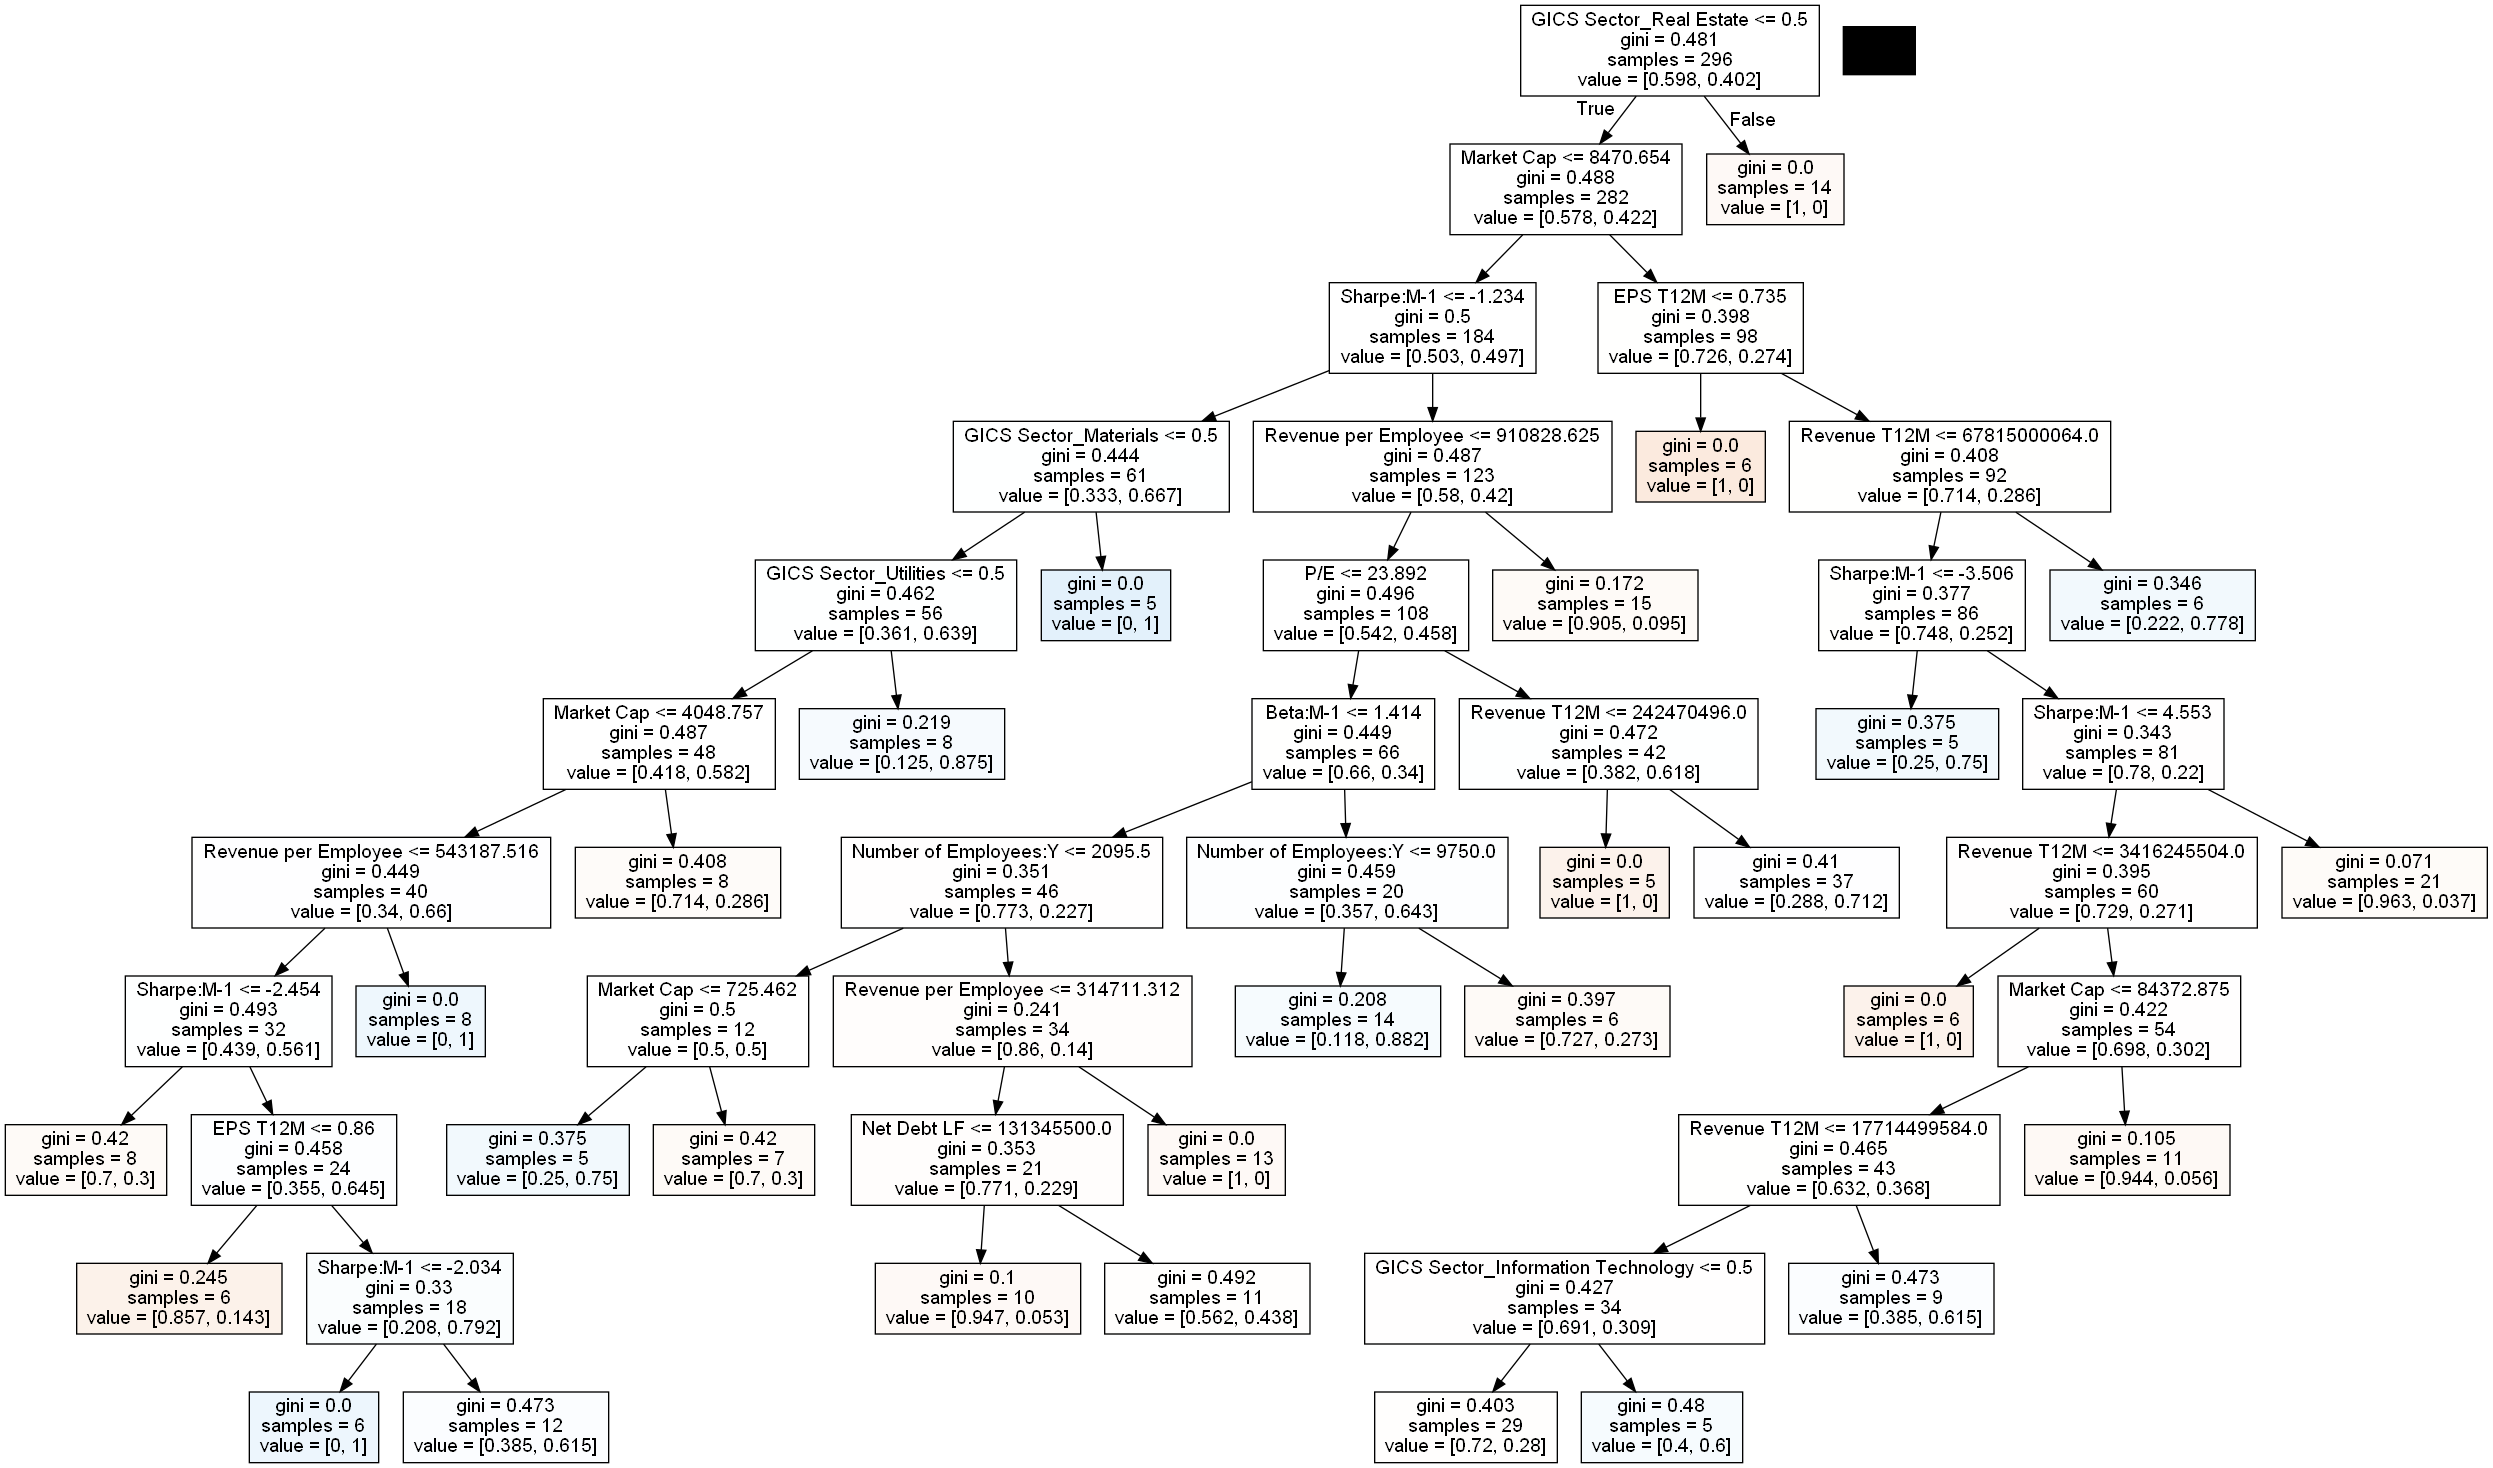 GICS Sector_Real Estate <= 0.5
gini = 0.481
samples = 296
value = [0.598, 0.402]
True
False
Market Cap <= 8470.654
gini = 0.488
samples = 282
value = [0.578, 0.422]
gini = 0.0
samples = 14
value = [1, 0]
Sharpe:M-1 <= -1.234
gini = 0.5
samples = 184
value = [0.503, 0.497]
EPS T12M <= 0.735
gini = 0.398
samples = 98
value = [0.726, 0.274]
GICS Sector_Materials <= 0.5
gini = 0.444
samples = 61
value = [0.333, 0.667]
Revenue per Employee <= 910828.625
gini = 0.487
samples = 123
value = [0.58, 0.42]
gini = 0.0
samples = 6
value = [1, 0]
Revenue T12M <= 67815000064.0
gini = 0.408
samples = 92
value = [0.714, 0.286]
GICS Sector_Utilities <= 0.5
gini = 0.462
samples = 56
value = [0.361, 0.639]
gini = 0.0
samples = 5
value = [0, 1]
P/E <= 23.892
gini = 0.496
samples = 108
value = [0.542, 0.458]
gini = 0.172
samples = 15
value = [0.905, 0.095]
Sharpe:M-1 <= -3.506
gini = 0.377
samples = 86
value = [0.748, 0.252]
gini = 0.346
samples = 6
value = [0.222, 0.778]
Market Cap <= 4048.757
gini = 0.487
samples = 48
value = [0.418, 0.582]
gini = 0.219
samples = 8
value = [0.125, 0.875]
Beta:M-1 <= 1.414
gini = 0.449
samples = 66
value = [0.66, 0.34]
Revenue T12M <= 242470496.0
gini = 0.472
samples = 42
value = [0.382, 0.618]
gini = 0.375
samples = 5
value = [0.25, 0.75]
Sharpe:M-1 <= 4.553
gini = 0.343
samples = 81
value = [0.78, 0.22]
Revenue per Employee <= 543187.516
gini = 0.449
samples = 40
value = [0.34, 0.66]
gini = 0.408
samples = 8
value = [0.714, 0.286]
Number of Employees:Y <= 2095.5
gini = 0.351
samples = 46
value = [0.773, 0.227]
Number of Employees:Y <= 9750.0
gini = 0.459
samples = 20
value = [0.357, 0.643]
gini = 0.0
samples = 5
value = [1, 0]
gini = 0.41
samples = 37
value = [0.288, 0.712]
Revenue T12M <= 3416245504.0
gini = 0.395
samples = 60
value = [0.729, 0.271]
gini = 0.071
samples = 21
value = [0.963, 0.037]
Sharpe:M-1 <= -2.454
gini = 0.493
samples = 32
value = [0.439, 0.561]
gini = 0.0
samples = 8
value = [0, 1]
Market Cap <= 725.462
gini = 0.5
samples = 12
value = [0.5, 0.5]
Revenue per Employee <= 314711.312
gini = 0.241
samples = 34
value = [0.86, 0.14]
gini = 0.208
samples = 14
value = [0.118, 0.882]
gini = 0.397
samples = 6
value = [0.727, 0.273]
gini = 0.0
samples = 6
value = [1, 0]
Market Cap <= 84372.875
gini = 0.422
samples = 54
value = [0.698, 0.302]
gini = 0.42
samples = 8
value = [0.7, 0.3]
EPS T12M <= 0.86
gini = 0.458
samples = 24
value = [0.355, 0.645]
gini = 0.375
samples = 5
value = [0.25, 0.75]
gini = 0.42
samples = 7
value = [0.7, 0.3]
Net Debt LF <= 131345500.0
gini = 0.353
samples = 21
value = [0.771, 0.229]
gini = 0.0
samples = 13
value = [1, 0]
Revenue T12M <= 17714499584.0
gini = 0.465
samples = 43
value = [0.632, 0.368]
gini = 0.105
samples = 11
value = [0.944, 0.056]
gini = 0.245
samples = 6
value = [0.857, 0.143]
Sharpe:M-1 <= -2.034
gini = 0.33
samples = 18
value = [0.208, 0.792]
gini = 0.1
samples = 10
value = [0.947, 0.053]
gini = 0.492
samples = 11
value = [0.562, 0.438]
GICS Sector_Information Technology <= 0.5
gini = 0.427
samples = 34
value = [0.691, 0.309]
gini = 0.473
samples = 9
value = [0.385, 0.615]
gini = 0.0
samples = 6
value = [0, 1]
gini = 0.473
samples = 12
value = [0.385, 0.615]
gini = 0.403
samples = 29
value = [0.72, 0.28]
gini = 0.48
samples = 5
value = [0.4, 0.6]